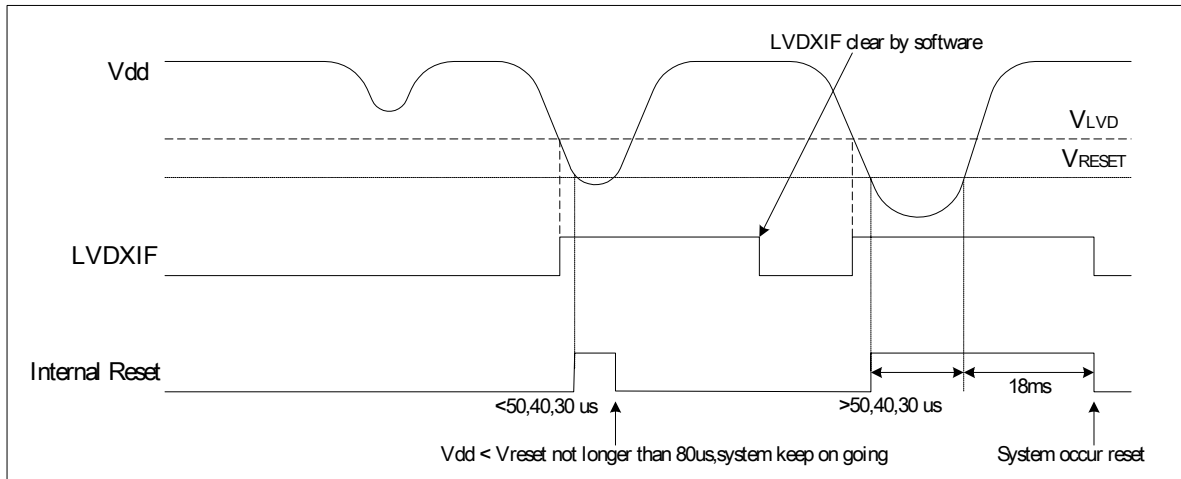 LVDXIF clear by software
Vdd
VLVD
VRESET
LVDXIF
Internal Reset
<50,40,30 us
>50,40,30 us
18ms
Vdd < Vreset not longer than 80us,system keep on going
System occur reset